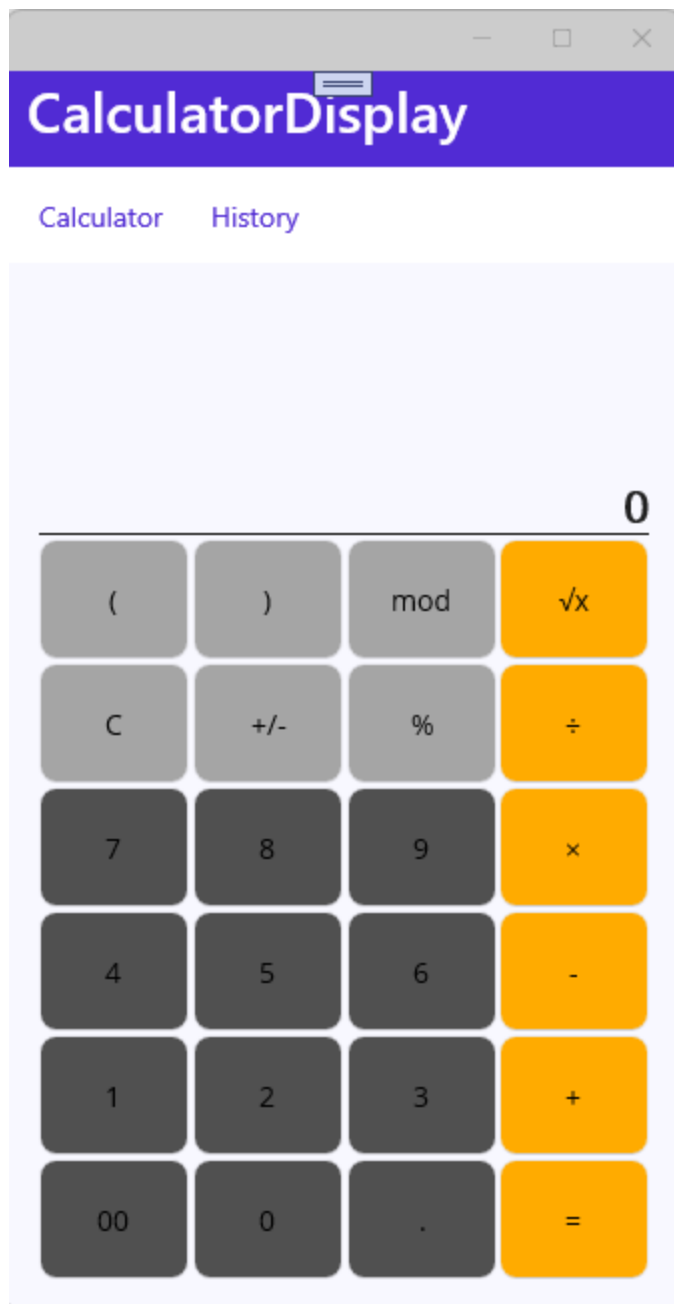 CalculatorDisplay
Calculator History
0
( ) mod √x
C +/- % ÷
7 8 9 ×
4 5 6 -
1 2 3 +
00 0 . =